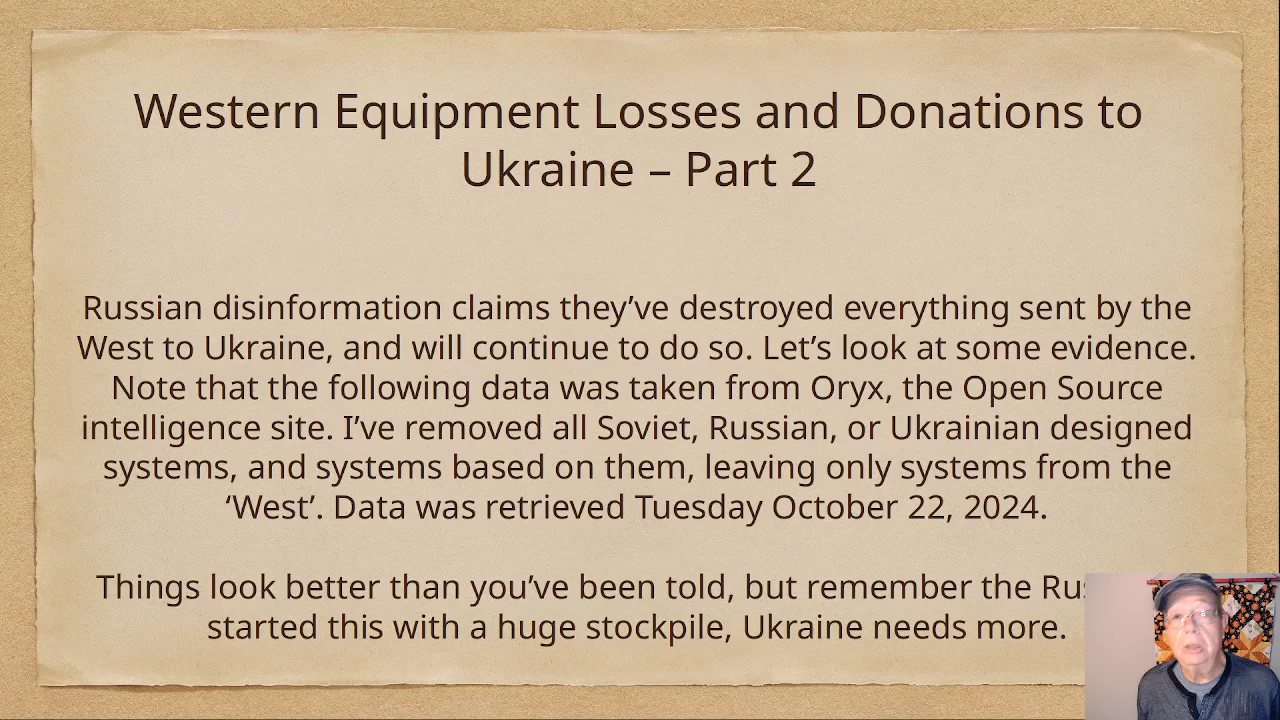 Western Equipment Losses and Donations to
Ukraine – Part 2
Russian disinformation claims they’ve destroyed everything sent by the
West to Ukraine, and will continue to do so. Let’s look at some evidence.
Note that the following data was taken from Oryx, the Open Source
intelligence site. I’ve removed all Soviet, Russian, or Ukrainian designed
systems, and systems based on them, leaving only systems from the
‘West’. Data was retrieved Tuesday October 22, 2024.
Things look better than you’ve been told, but remember the
started this with a huge stockpile, Ukraine needs more.